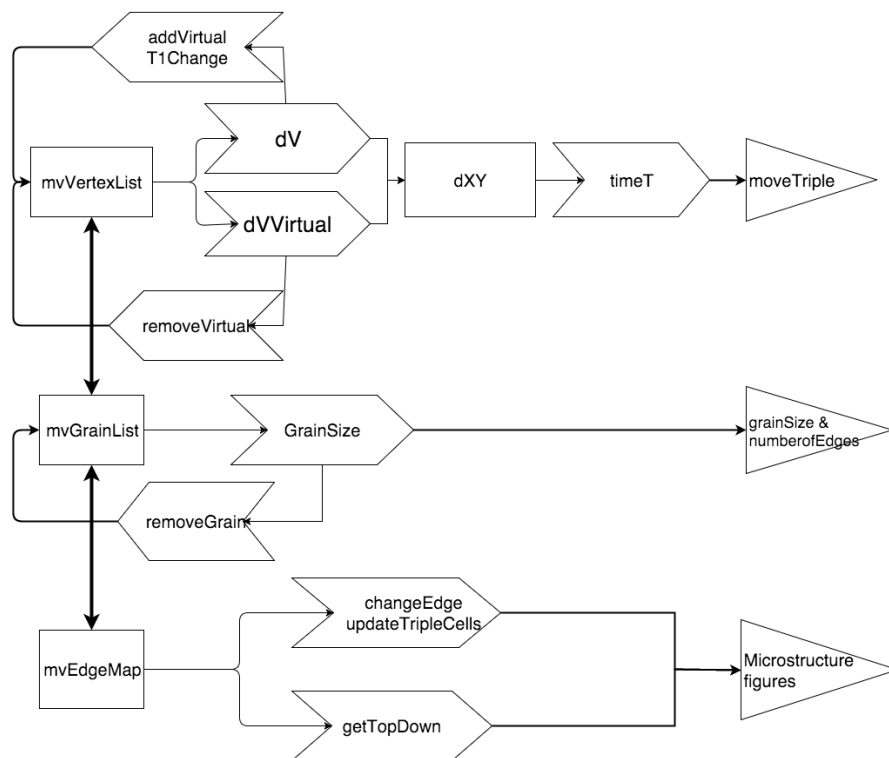 addVirtual
T1Change
dV
mvVertexList
dXY
timeT
moveTriple
dVVirtual
removeVirtual
mvGrainList
GrainSize
grainSize &
numberofEdges
removeGrain
changeEdge
updateTripleCells
mvEdgeMap
Microstructure
figures
getTopDown